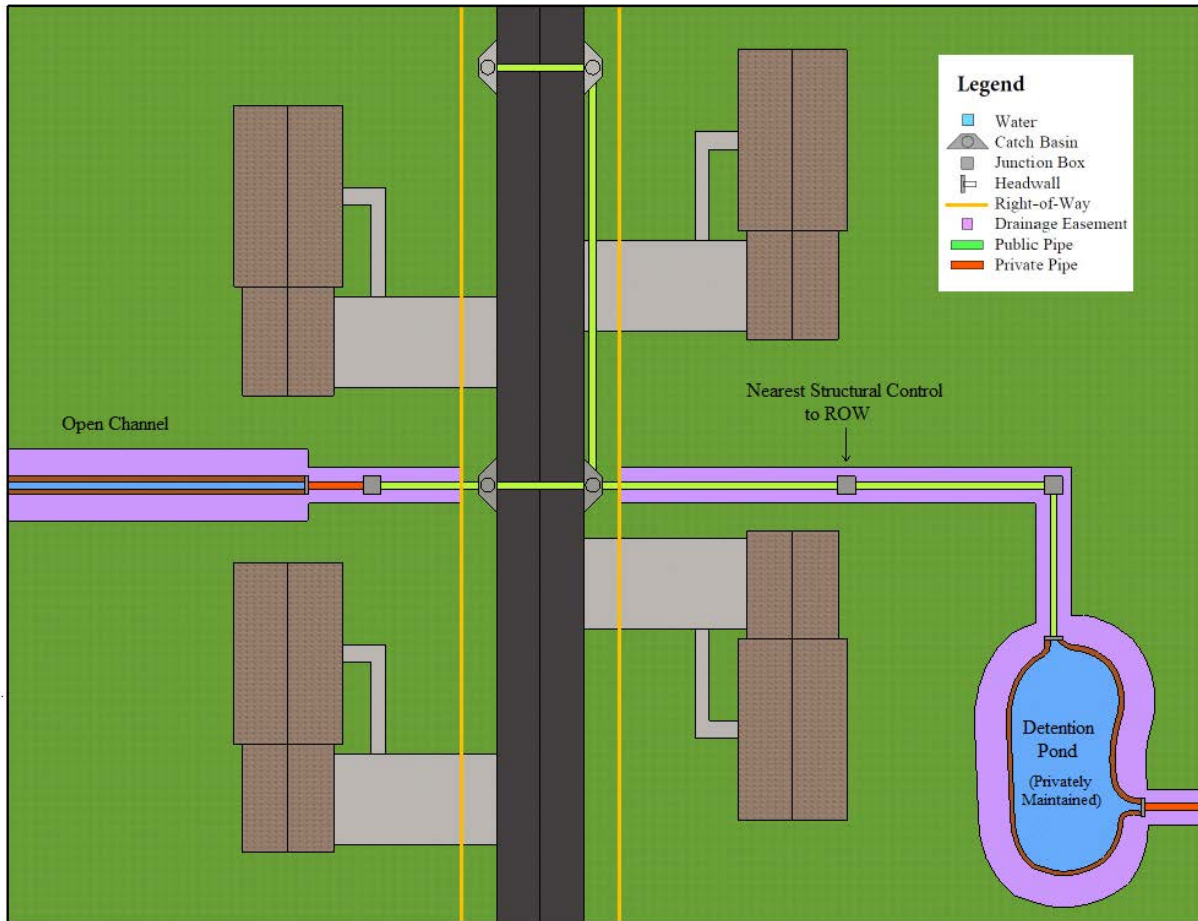 Legend
Water
Catch Basin
Junction Box
Headwall
Right-of-Way
Drainage Easement
Public Pipe
Private Pipe
Nearest Structural Control
to ROW
Open Channel
Detention
Pond
(Privately
Maintained)